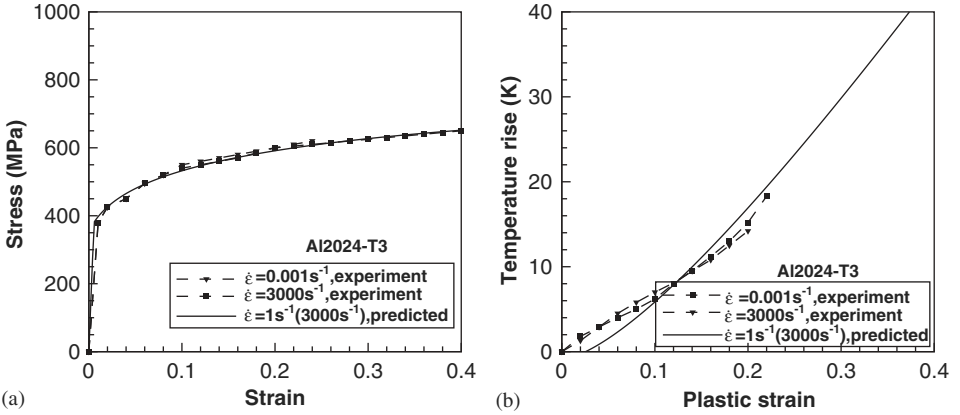 1000
800
600
400
200
0
Stress (MPa)
Al2024-T3
ε̇=0.001s⁻¹,experiment
ε̇=3000s⁻¹,experiment
ε̇=1s⁻¹(3000s⁻¹),predicted
0 0.1 0.2 0.3 0.4
(a) Strain
40
30
20
10
0
Temperature rise (K)
Al2024-T3
ε̇=0.001s⁻¹,experiment
ε̇=3000s⁻¹,experiment
ε̇=1s⁻¹(3000s⁻¹),predicted
0 0.1 0.2 0.3 0.4
(b) Plastic strain